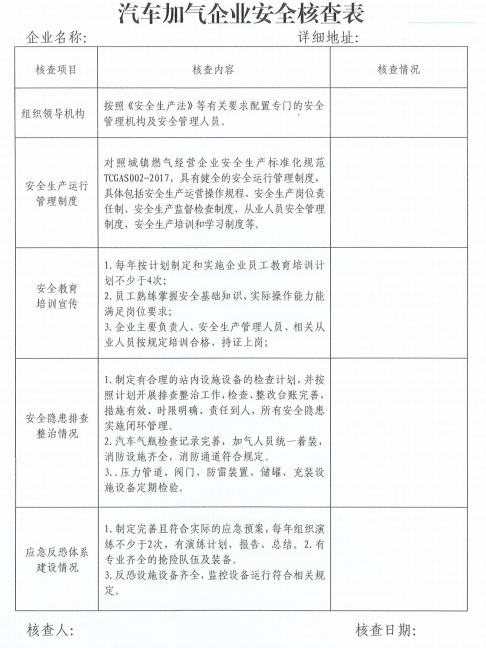 汽车加气企业安全核查表
企业名称: 详细地址:
核查项目 核查内容 核查情况
组织领导机构
按照《安全生产法》等有关要求配置专门的安全
管理机构及安全管理人员。
安全生产运行
管理制度
对照城镇燃气经营企业安全生产标准化规范
TCGAS002-2017，具有健全的安全运行管理制度，
具体包括安全生产运营操作规程、安全生产岗位责
任制、安全生产监督检查制度、从业人员安全管理
制度，安全生产培训和学习制度等。
安全教育
培训宣传
1.每年按计划制定和实施企业员工教育培训计
划不少于4次;
2.员工熟练掌握安全基础知识,实际操作能力能
满足岗位要求;
3.企业主要负责人、安全生产管理人员、相关从
业人员按规定培训合格，持证上岗;
安全隐患排查
整治情况
1.制定有合理的站内设施设备的检查计划,并按
照计划开展排查整治工作,检查、整改台账完善,
措施有效、时限明确、责任到人，所有安全隐患
实施闭环管理。
2.汽车气瓶检查记录完善，加气人员统一着装，
消防设施齐全，消防通道符合规定。
3..压力管道、阀门、防雷装置、储罐、充装设
施设备定期检验。
应急反恐体系
建设情况
1.制定完善且符合实际的应急预案,每年组织演
练不少于2次，有演练计划，报告、总结。2.有
专业齐全的抢险队伍及装备。
3.反恐设施设备齐全,监控设备运行符合相关规
定。
核查人: 核查日期: